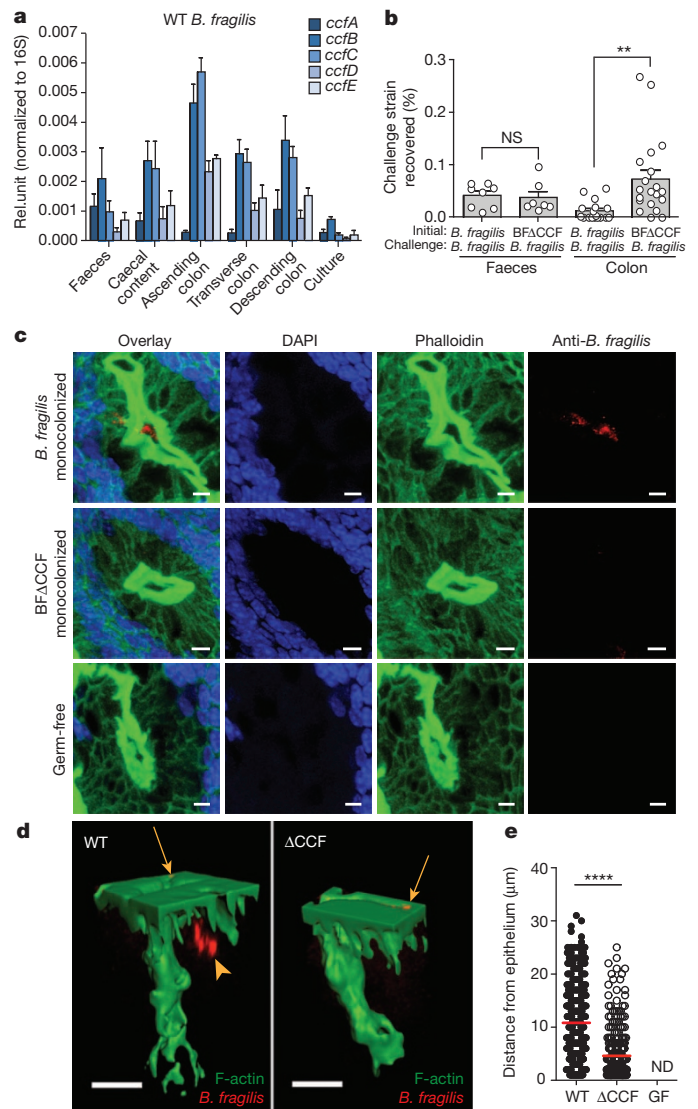 a
WT B. fragilis
ccfA
ccfB
ccfC
ccfD
ccfE
Rel.unit (normalized to 16S)
0.007
0.006
0.005
0.004
0.003
0.002
0.001
0.000
Faeces
Caecal content
Ascending colon
Transverse colon
Descending colon
Culture
b
Challenge strain
recovered (%)
0.3
0.2
0.1
0.0
NS
**
Initial: B. fragilis BFΔCCF B. fragilis BFΔCCF
Challenge: B. fragilis B. fragilis B. fragilis B. fragilis
Faeces Colon
c
Overlay DAPI Phalloidin Anti-B. fragilis
B. fragilis
monocolonized
BFΔCCF
monocolonized
Germ-free
d
WT
ΔCCF
F-actin
B. fragilis
F-actin
B. fragilis
e
Distance from epithelium (μm)
40
30
20
10
0
****
ND
WT ΔCCF GF